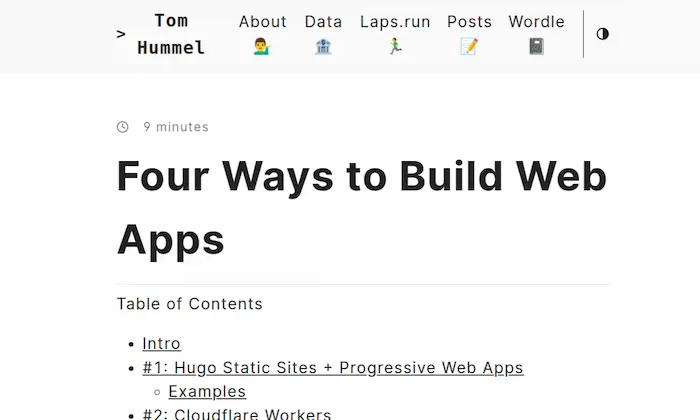 > Tom Hummel
About Data Laps.run Posts Wordle
9 minutes
Four Ways to Build Web
Apps
Table of Contents
Intro
#1: Hugo Static Sites + Progressive Web Apps
Examples
#2: Cloudflare Workers